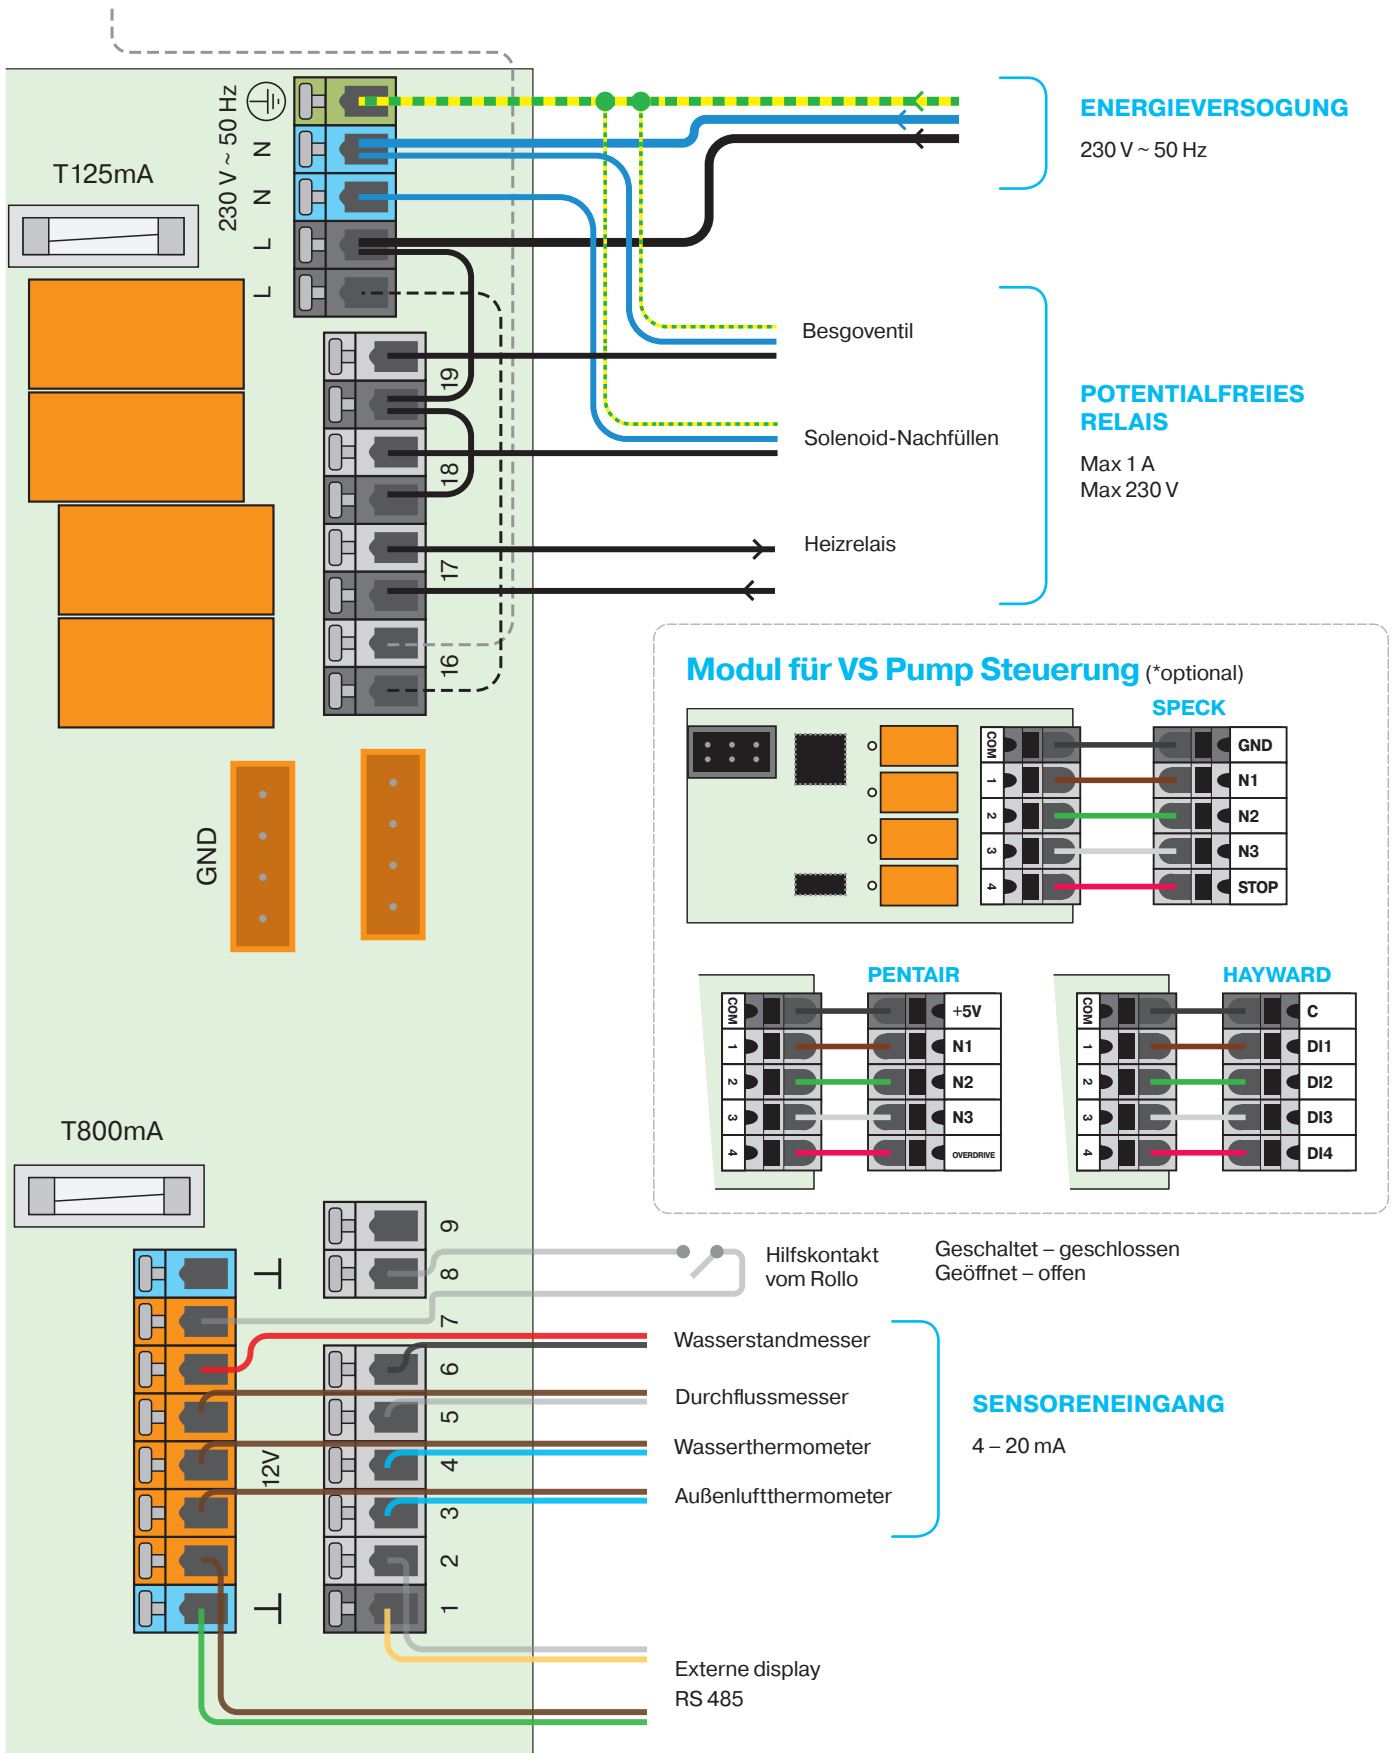 230 V ~ 50 Hz
N
N
L
L
T125mA
ENERGIEVERSOGUNG
230 V ~ 50 Hz
Besgoventil
Solenoid-Nachfüllen
Heizrelais
POTENTIALFREIES
RELAIS
Max 1 A
Max 230 V
19
18
17
16
GND
Modul für VS Pump Steuerung (*optional)
SPECK
COM
GND
1
N1
2
N2
3
N3
4
STOP
PENTAIR
COM
+5V
1
N1
2
N2
3
N3
4
OVERDRIVE
HAYWARD
COM
C
1
DI1
2
DI2
3
DI3
4
DI4
T800mA
9
8
7
6
5
4
3
2
1
12V
Hilfskontakt
vom Rollo
Geschaltet – geschlossen
Geöffnet – offen
Wasserstandmesser
Durchflussmesser
Wasserthermometer
Außenluftthermometer
SENSORENEINGANG
4 – 20 mA
Externe display
RS 485